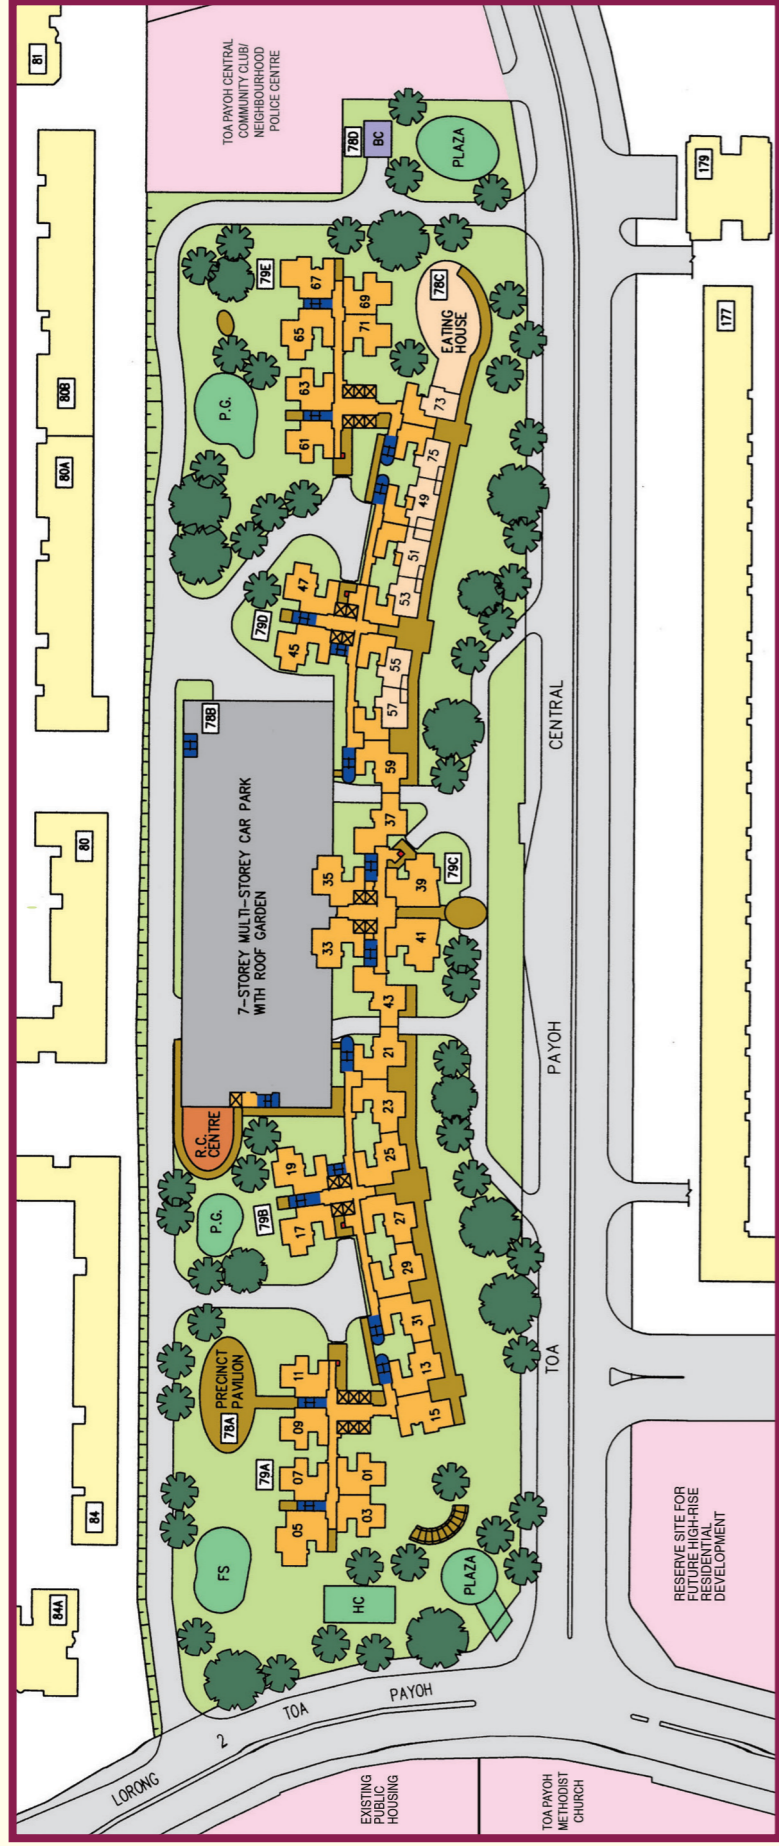 81
TOA PAYOH CENTRAL
COMMUNITY CLUB/
NEIGHBOURHOOD
POLICE CENTRE
78D
BC
PLAZA
179
80B
80A
79E
67
65
69
71
63
61
P.G.
78C
EATING
HOUSE
73
75
49
51
53
177
79D
47
45
55
57
59
78B
7-STOREY MULTI-STOREY CAR PARK
WITH ROOF GARDEN
80
35
33
37
39
41
43
79C
TOA PAYOH CENTRAL
R.C.
CENTRE
21
23
25
19
17
79B
P.G.
27
29
31
13
15
PRECINCT
PAVILION
78A
11
09
07
05
79A
01
03
84
84A
FS
HC
PLAZA
RESERVE SITE FOR
FUTURE HIGH-RISE
RESIDENTIAL
DEVELOPMENT
LORONG 2 TOA PAYOH
EXISTING
PUBLIC
HOUSING
TOA PAYOH
METHODIST
CHURCH